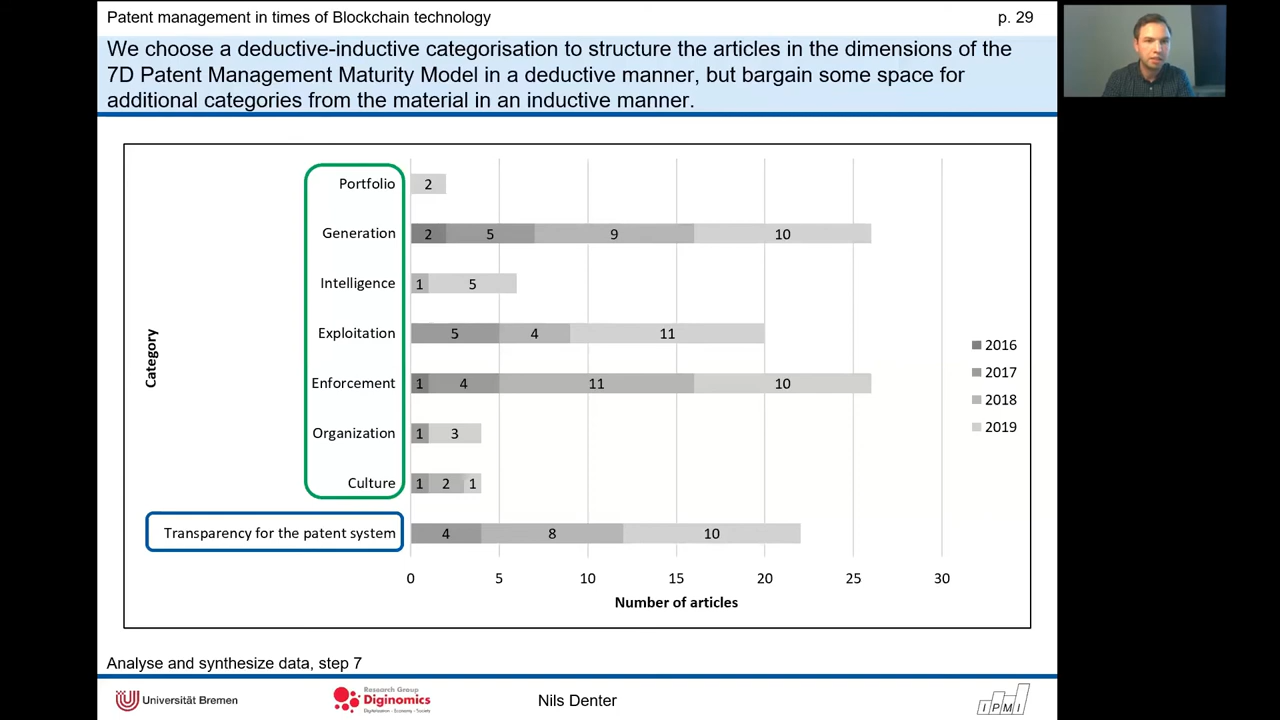 Patent management in times of Blockchain technology
p. 29
We choose a deductive-inductive categorisation to structure the articles in the dimensions of the
7D Patent Management Maturity Model in a deductive manner, but bargain some space for
additional categories from the material in an inductive manner.
Category
Portfolio 2
Generation 2 5 9 10
Intelligence 1 5
Exploitation 5 4 11
Enforcement 1 4 11 10
Organization 1 3
Culture 1 2 1
Transparency for the patent system 4 8 10
2016
2017
2018
2019
0 5 10 15 20 25 30
Number of articles
Analyse and synthesize data, step 7
Universität Bremen
Research Group
Diginomics
Digitalization - Economy - Society
Nils Denter
IPMI